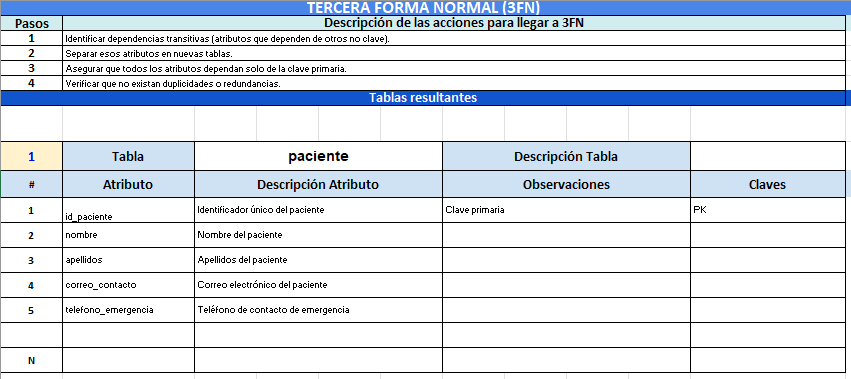 TERCERA FORMA NORMAL (3FN)
Pasos Descripción de las acciones para llegar a 3FN
1 Identificar dependencias transitivas (atributos que dependen de otros no clave).
2 Separar esos atributos en nuevas tablas.
3 Asegurar que todos los atributos dependan solo de la clave primaria.
4 Verificar que no existan duplicidades o redundancias.
Tablas resultantes
1 Tabla paciente Descripción Tabla
# Atributo Descripción Atributo Observaciones Claves
1 id_paciente Identificador único del paciente Clave primaria PK
2 nombre Nombre del paciente
3 apellidos Apellidos del paciente
4 correo_contacto Correo electrónico del paciente
5 telefono_emergencia Teléfono de contacto de emergencia
N